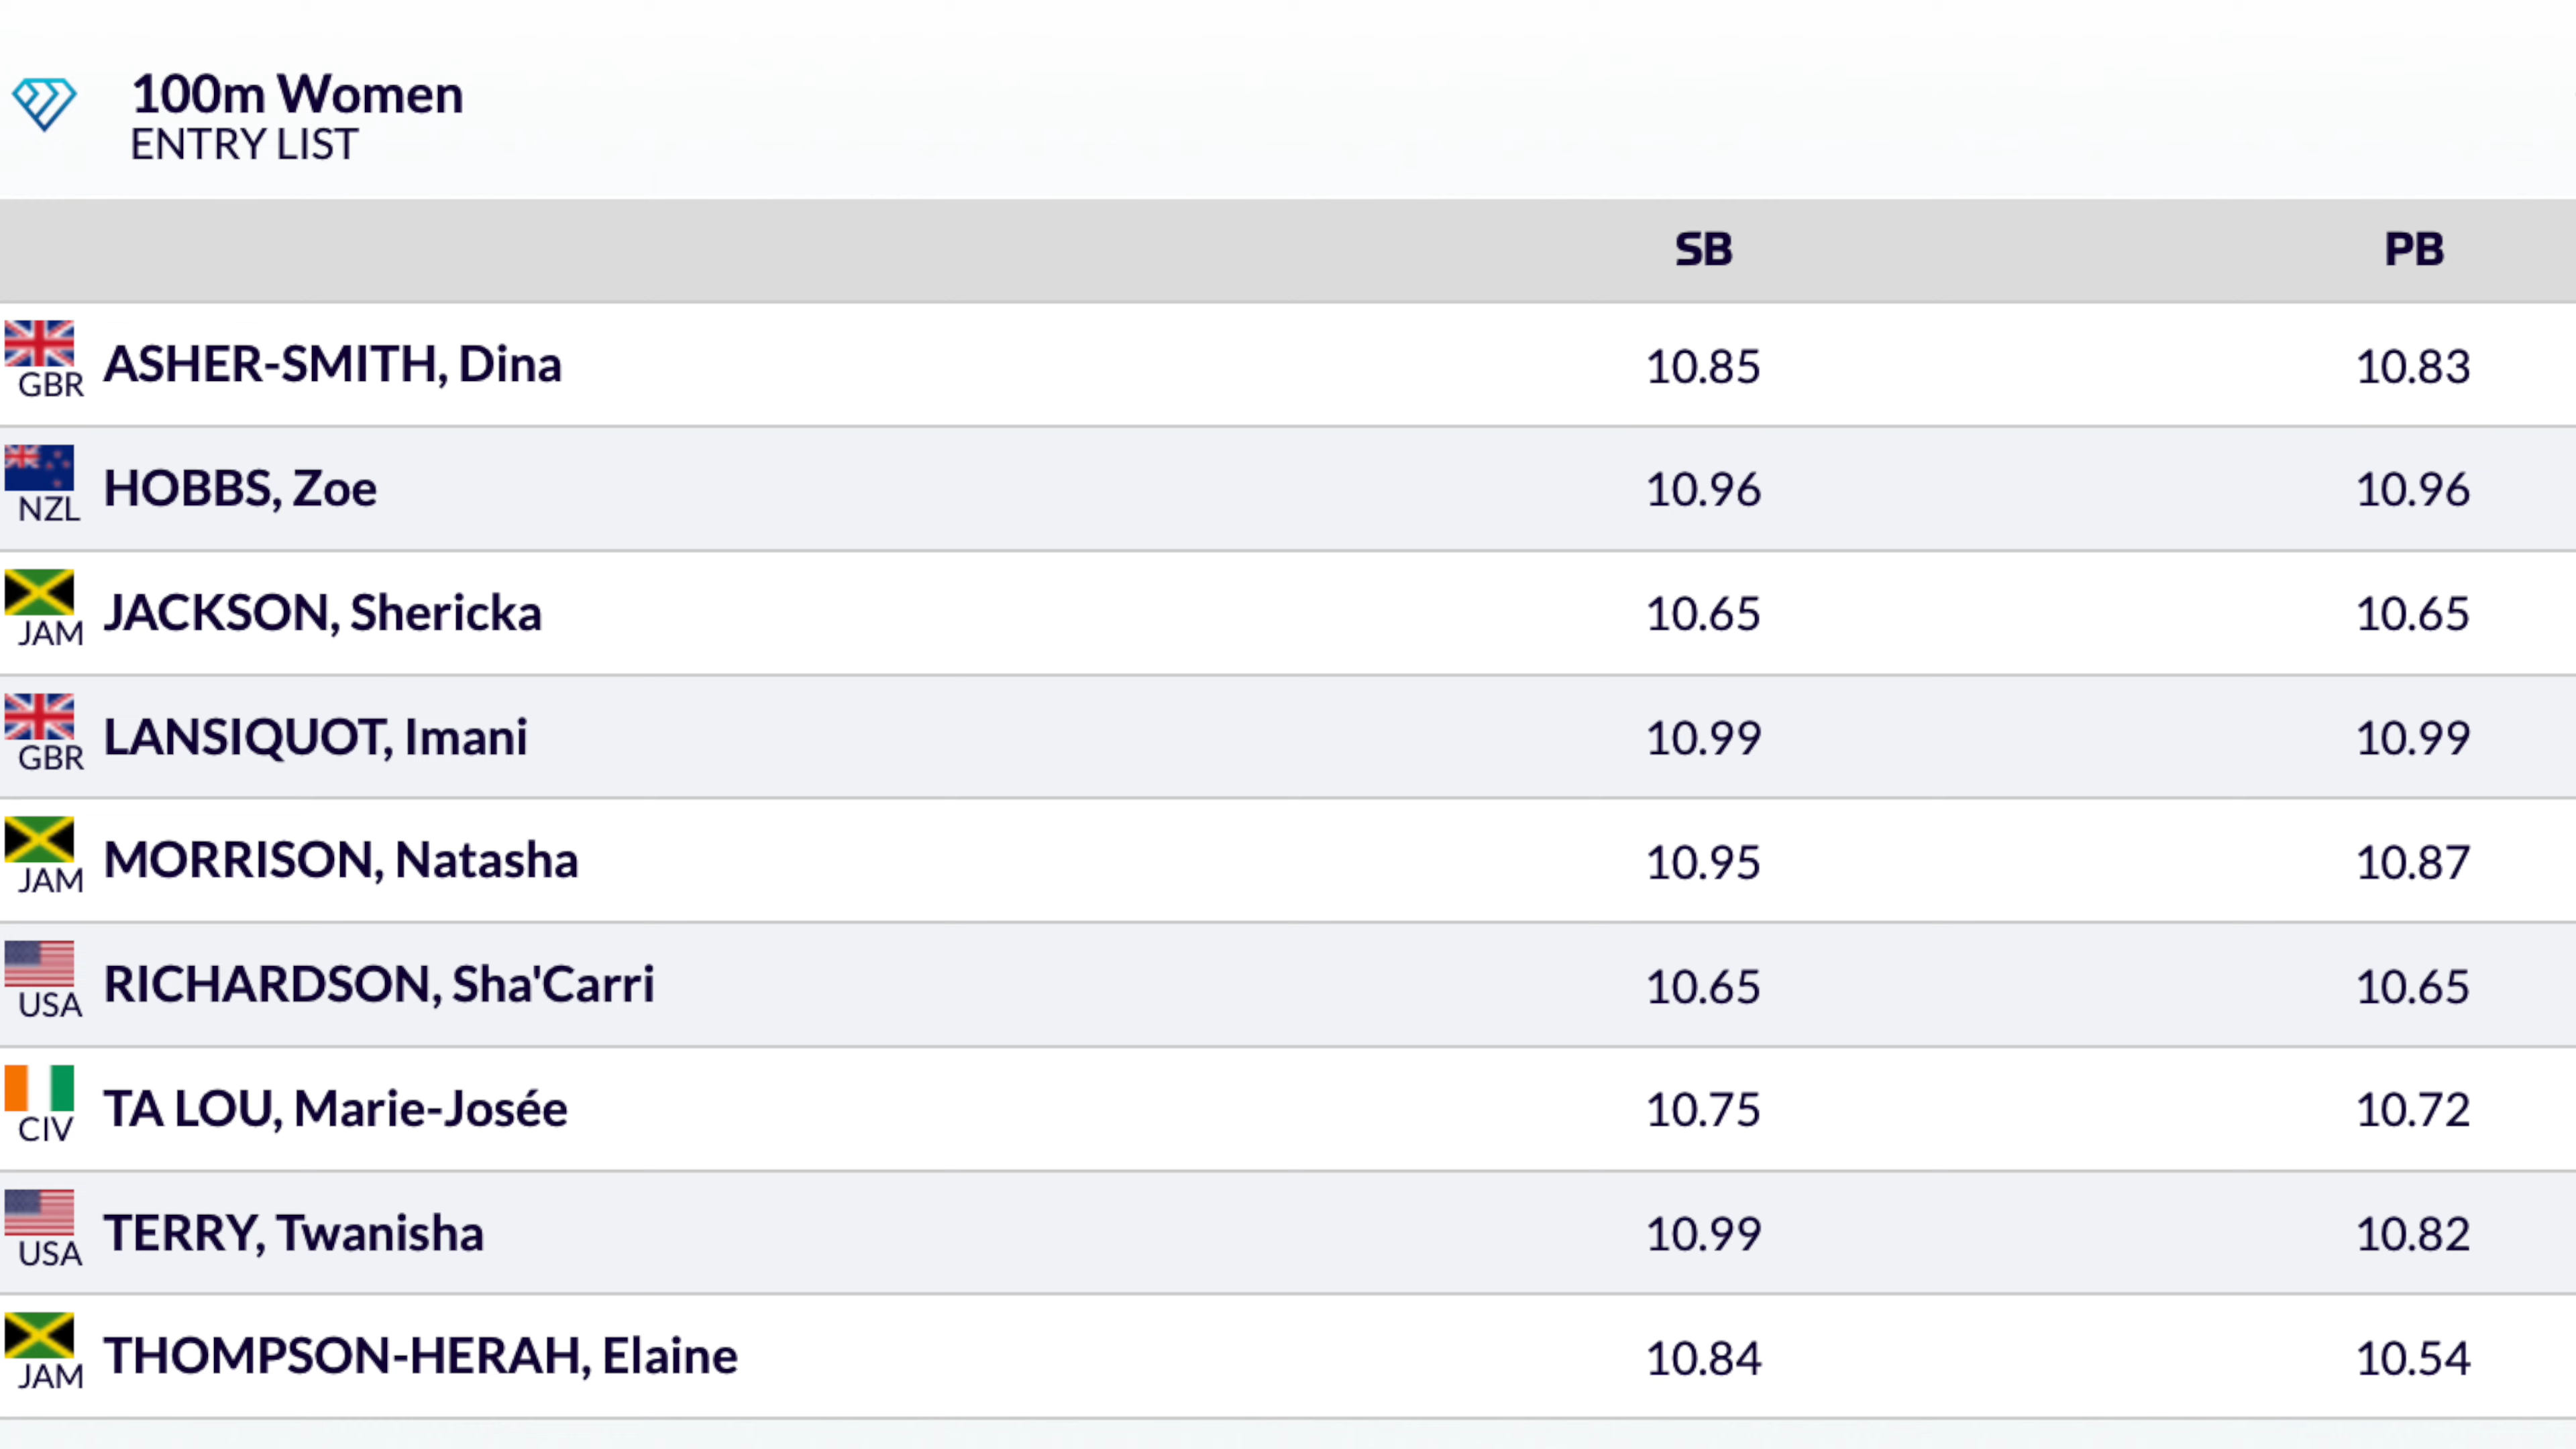 100m Women
ENTRY LIST
SB PB
GBR ASHER-SMITH, Dina 10.85 10.83
NZL HOBBS, Zoe 10.96 10.96
JAM JACKSON, Shericka 10.65 10.65
GBR LANSIQUOT, Imani 10.99 10.99
JAM MORRISON, Natasha 10.95 10.87
USA RICHARDSON, Sha'Carri 10.65 10.65
CIV TA LOU, Marie-Josée 10.75 10.72
USA TERRY, Twanisha 10.99 10.82
JAM THOMPSON-HERAH, Elaine 10.84 10.54